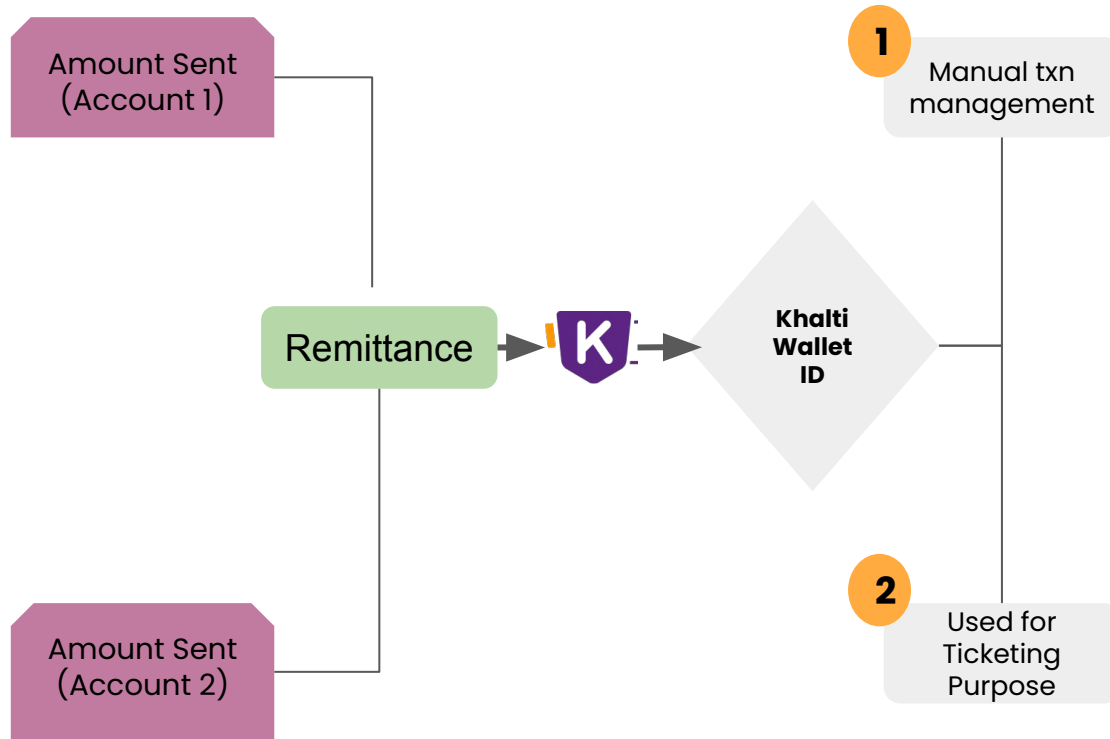 Amount Sent
(Account 1)
1
Manual txn
management
Remittance
K
Khalti
Wallet
ID
Amount Sent
(Account 2)
2
Used for
Ticketing
Purpose